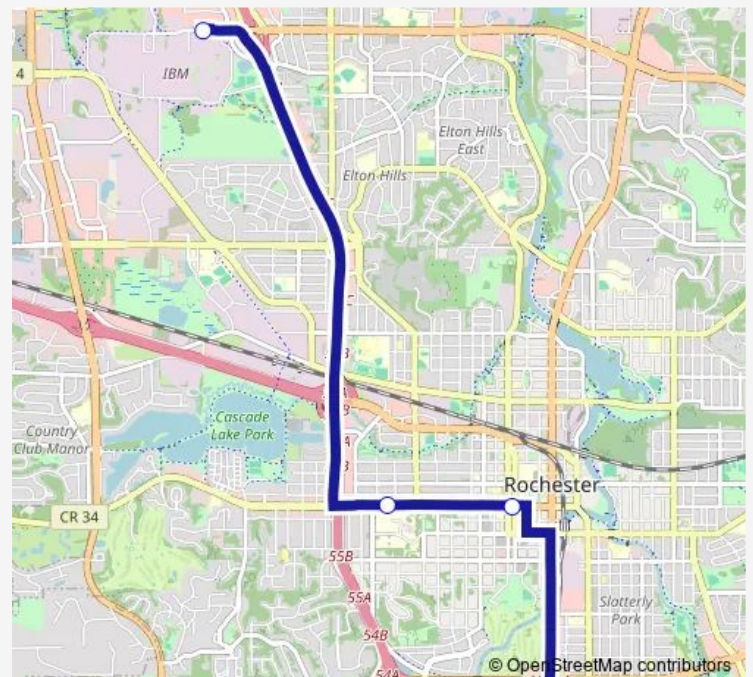 4
IBM
Elton Hills
East
Elton Hills
Cascade
Lake Park
Country
Club Manor
Rochester
CR 34
55B
55A
Slatterly
Park
54B
54A
© OpenStreetMap contributors